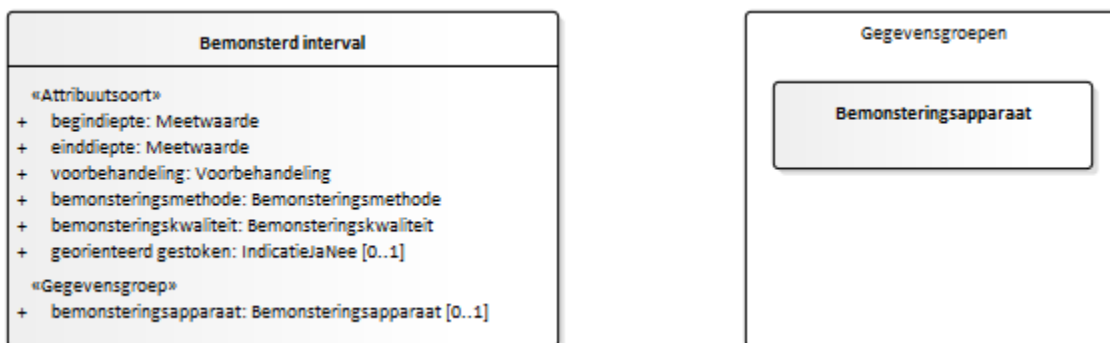 Bemonsterd interval
«Attribuutsoort»
+ begindiepte: Meetwaarde
+ einddiepte: Meetwaarde
+ voorbehandeling: Voorbehandeling
+ bemonsteringsmethode: Bemonsteringsmethode
+ bemonsteringskwaliteit: Bemonsteringskwaliteit
+ georienteerd gestoken: IndicatieJaNee [0..1]
«Gegevensgroep»
+ bemonsteringsapparaat: Bemonsteringsapparaat [0..1]
Gegevensgroepen
Bemonsteringsapparaat